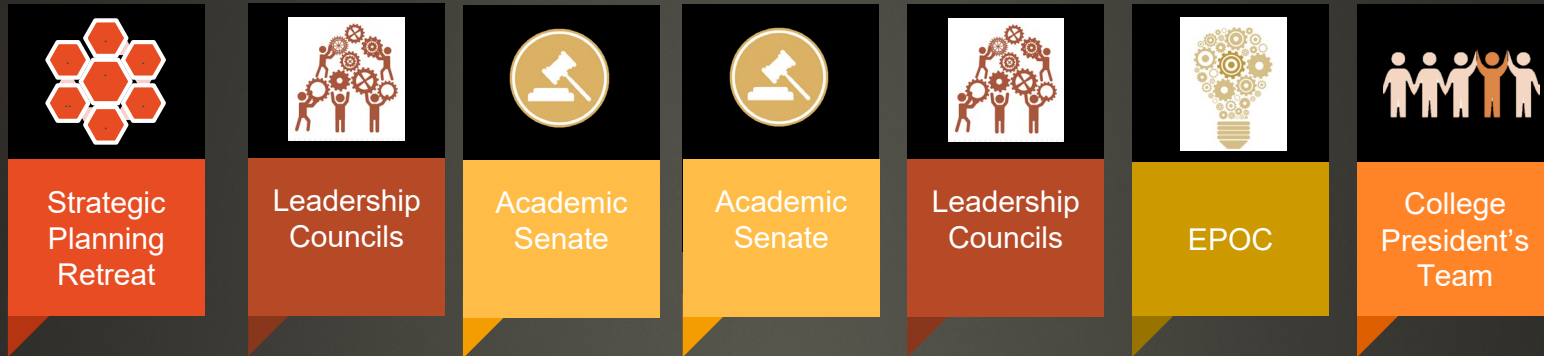 Strategic
Planning
Retreat
Leadership
Councils
Academic
Senate
Academic
Senate
Leadership
Councils
EPOC
College
President’s
Team